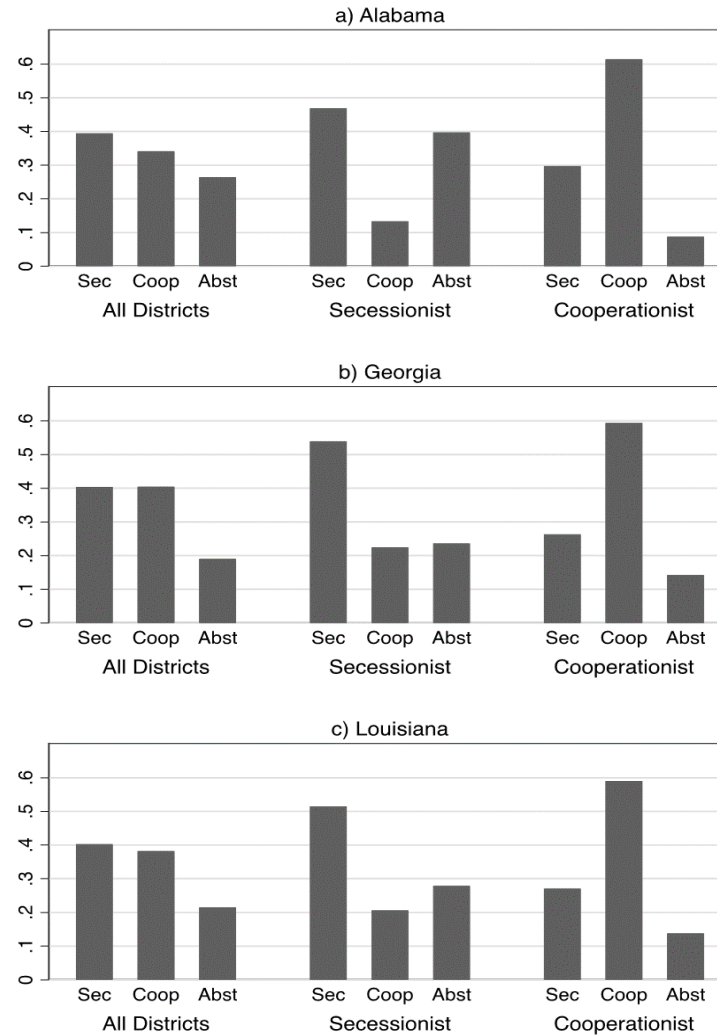 a) Alabama
.6
.5
.4
.3
.2
.1
0
Sec Coop Abst Sec Coop Abst Sec Coop Abst
All Districts Secessionist Cooperationist
b) Georgia
.6
.5
.4
.3
.2
.1
0
Sec Coop Abst Sec Coop Abst Sec Coop Abst
All Districts Secessionist Cooperationist
c) Louisiana
.6
.5
.4
.3
.2
.1
0
Sec Coop Abst Sec Coop Abst Sec Coop Abst
All Districts Secessionist Cooperationist